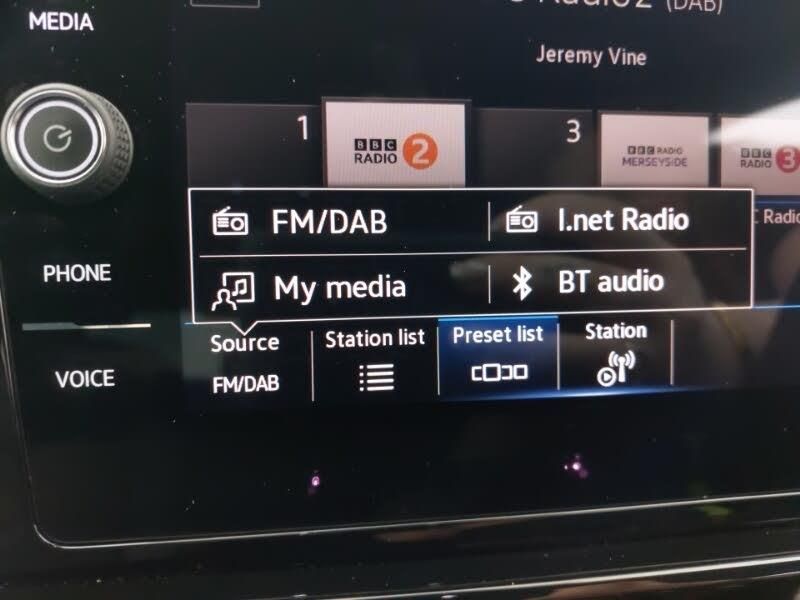 MEDIA
Radio2 (DAB)
Jeremy Vine
1
BBC RADIO 2
3
BBC RADIO MERSEYSIDE
BBC RADIO 3
Radio
FM/DAB
I.net Radio
My media
BT audio
PHONE
Source
Station list
Preset list
Station
FM/DAB
VOICE